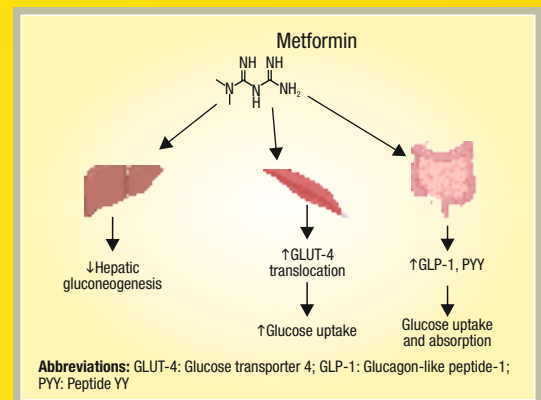 Metformin
NH NH
N N NH₂
H
↓Hepatic
gluconeogenesis
↑GLUT-4
translocation
↑Glucose uptake
↑GLP-1, PYY
Glucose uptake
and absorption
Abbreviations: GLUT-4: Glucose transporter 4; GLP-1: Glucagon-like peptide-1;
PYY: Peptide YY